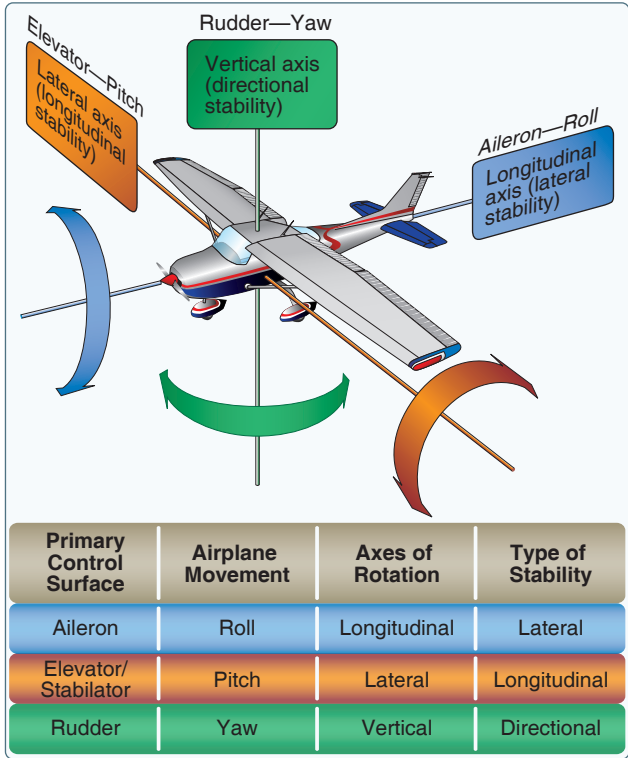 Rudder—Yaw
Vertical axis
(directional
stability)
Elevator—Pitch
Lateral axis
(longitudinal
stability)
Aileron—Roll
Longitudinal
axis (lateral
stability)
Primary
Control
Surface
Airplane
Movement
Axes of
Rotation
Type of
Stability
Aileron
Roll
Longitudinal
Lateral
Elevator/
Stabilator
Pitch
Lateral
Longitudinal
Rudder
Yaw
Vertical
Directional